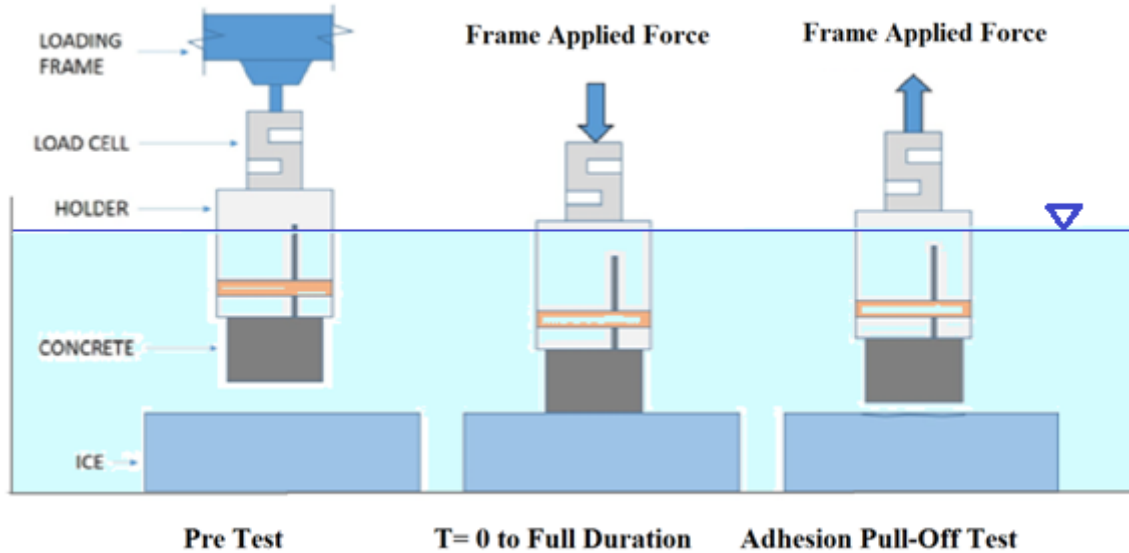 LOADING
FRAME
Frame Applied Force
Frame Applied Force
LOAD CELL
HOLDER
CONCRETE
ICE
Pre Test
T= 0 to Full Duration
Adhesion Pull-Off Test